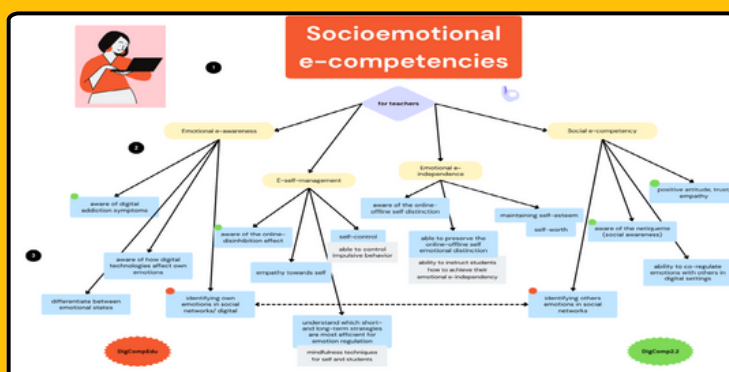 Socioemotional
e-competencies
1
for teachers
Emotional e-awareness
Social e-competency
2
E-self-management
Emotional e-
independence
aware of digital
addiction symptoms
aware of the online-
disinhibition effect
self-control
able to control
impulsive behavior
aware of the online-
offline self distinction
maintaining self-esteem
self-worth
positive attitude, trust
empathy
aware of the netiquette
(social awareness)
3
aware of how digital
technologies affect own
emotions
empathy towards self
able to preserve the
online-offline self
emotional distinction
ability to instruct students
how to achieve their
emotional e-independency
ability to co-regulate
emotions with others in
digital settings
differentiate between
emotional states
identifying own
emotions in social
networks/ digital
identifying others
emotions in social
networks
understand which short-
and long-term strategies
are most efficient for
emotion regulation
mindfulness techniques
for self and students
DigCompEdu
DigComp2.2